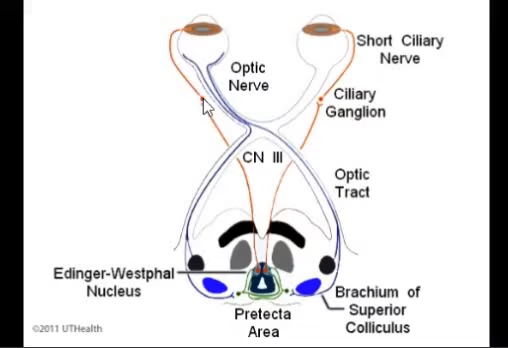 Short Ciliary
Nerve
Optic
Nerve
Ciliary
Ganglion
CN III
Optic
Tract
Edinger-Westphal
Nucleus
Brachium of
Superior
Colliculus
Pretecta
Area
©2011 UTHealth